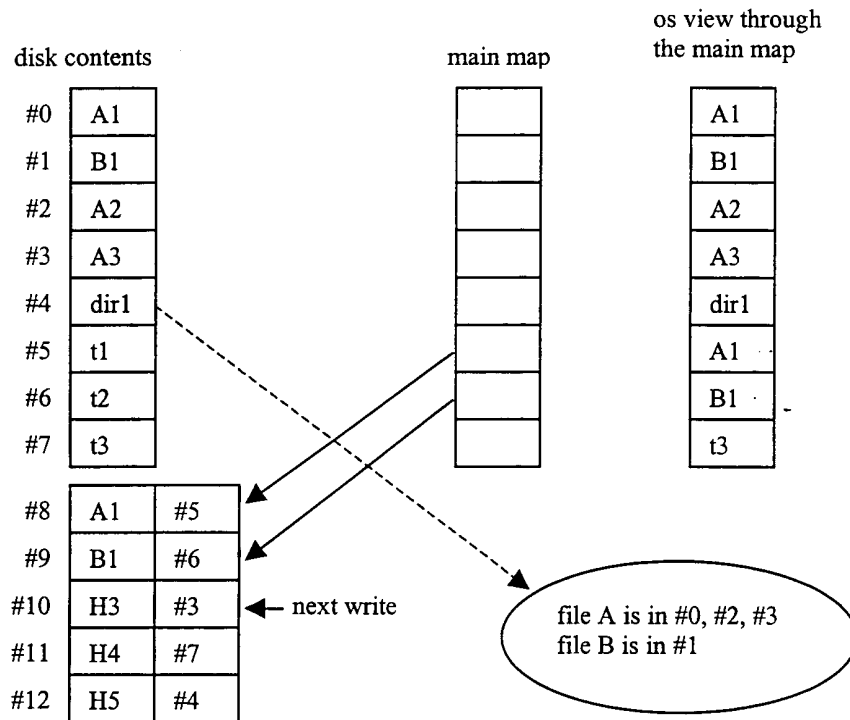 os view through
the main map
disk contents
main map
#0 A1 A1
#1 B1 B1
#2 A2 A2
#3 A3 A3
#4 dir1 dir1
#5 t1 A1
#6 t2 B1
#7 t3 t3
#8 A1 #5
#9 B1 #6
#10 H3 #3 next write
#11 H4 #7
#12 H5 #4
file A is in #0, #2, #3
file B is in #1